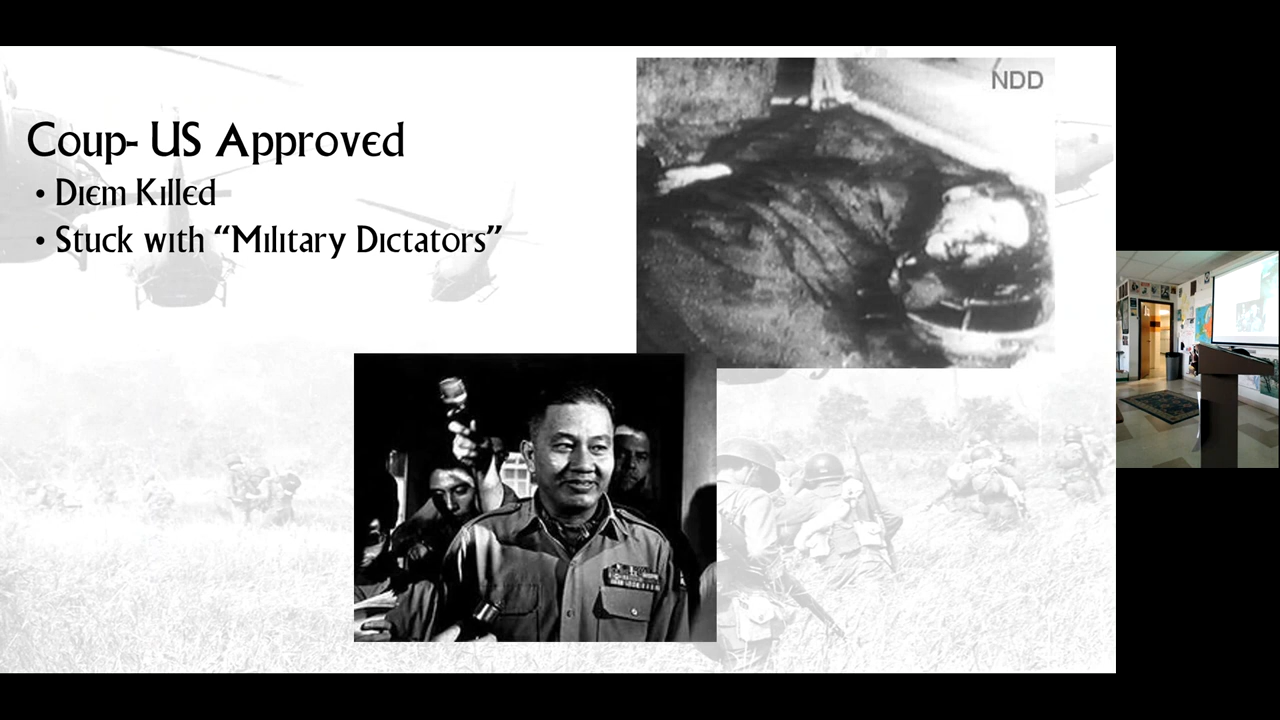 Coup- US Approved
• Diem Killed
• Stuck with “Military Dictators”
NDD